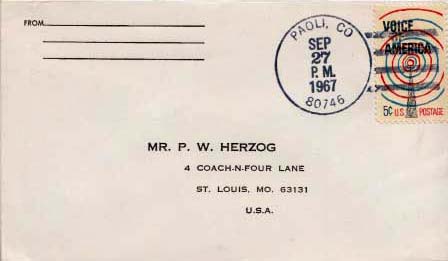 FROM
PAOLI, CO
SEP
27
P. M.
1967
80746
VOICE
AMERICA
5¢ U.S. POSTAGE
MR. P. W. HERZOG
4 COACH-N-FOUR LANE
ST. LOUIS, MO. 63131
U.S.A.